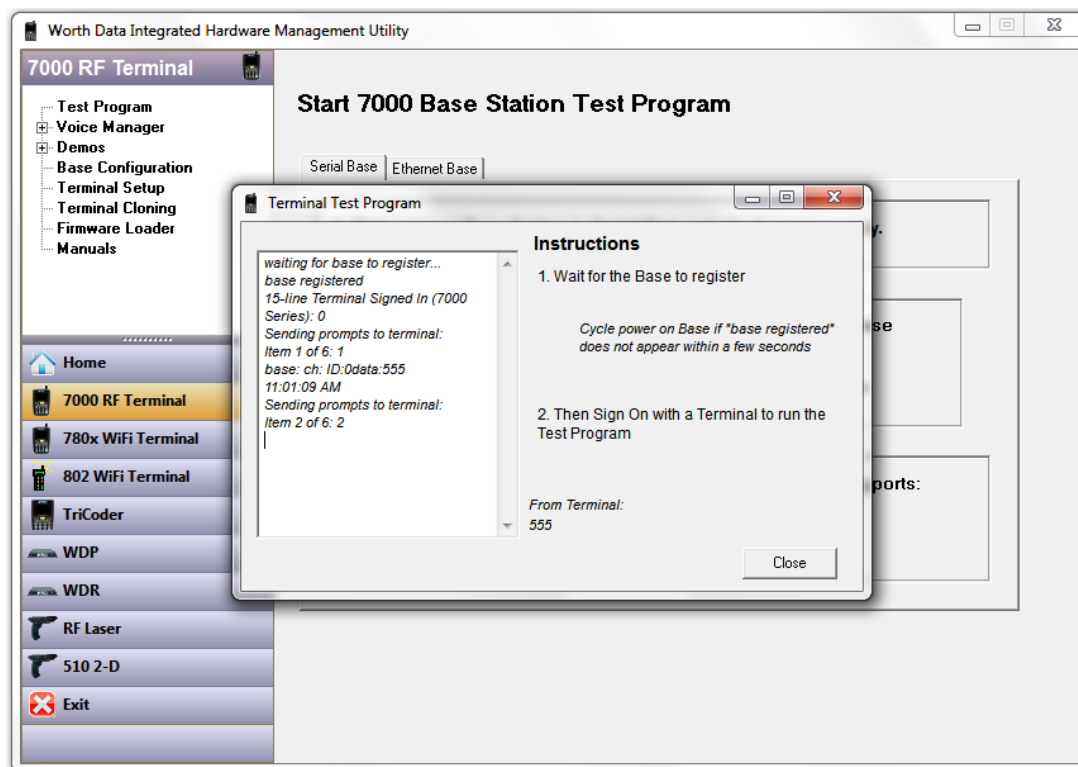 Worth Data Integrated Hardware Management Utility
7000 RF Terminal
Test Program
Voice Manager
Demos
Base Configuration
Terminal Setup
Terminal Cloning
Firmware Loader
Manuals
Home
7000 RF Terminal
780x WiFi Terminal
802 WiFi Terminal
TriCoder
WDP
WDR
RF Laser
510 2-D
Exit
Start 7000 Base Station Test Program
Serial Base
Ethernet Base
y.
se
ports:
Terminal Test Program
waiting for base to register...
base registered
15-line Terminal Signed In (7000
Series): 0
Sending prompts to terminal:
Item 1 of 6: 1
base: ch: ID:0data:555
11:01:09 AM
Sending prompts to terminal:
Item 2 of 6: 2
Instructions
1. Wait for the Base to register
Cycle power on Base if "base registered"
does not appear within a few seconds
2. Then Sign On with a Terminal to run the
Test Program
From Terminal:
555
Close